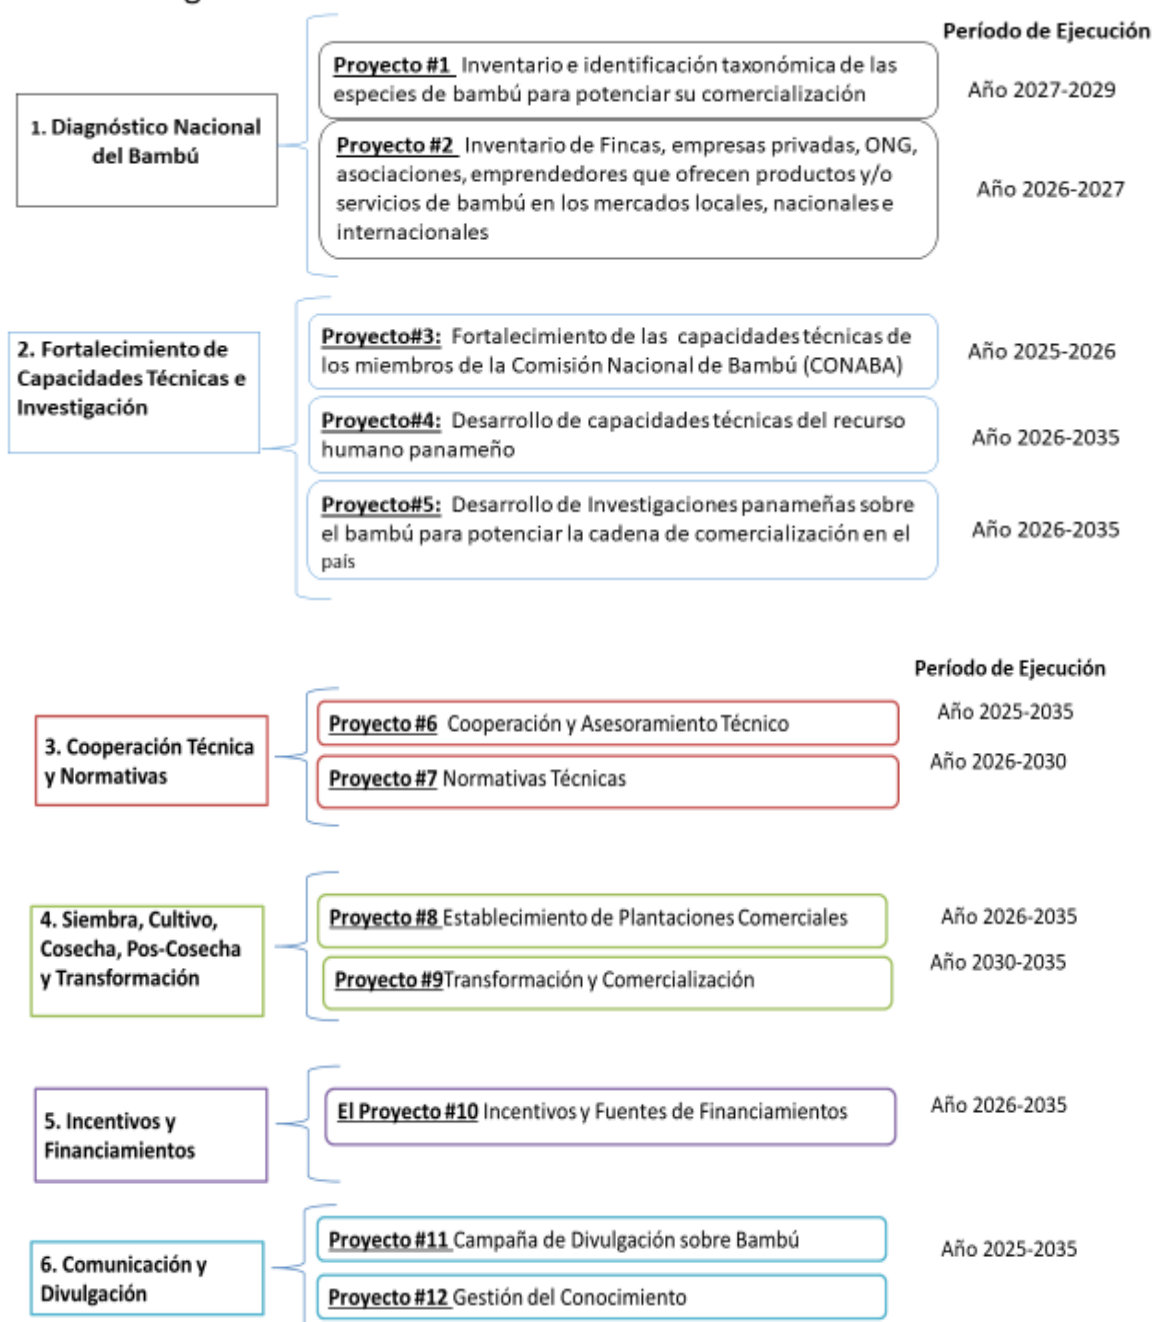 Período de Ejecución
1. Diagnóstico Nacional
del Bambú
Proyecto #1 Inventario e identificación taxonómica de las
especies de bambú para potenciar su comercialización
Año 2027-2029
Proyecto #2 Inventario de Fincas, empresas privadas, ONG,
asociaciones, emprendedores que ofrecen productos y/o
servicios de bambú en los mercados locales, nacionales e
internacionales
Año 2026-2027
2. Fortalecimiento de
Capacidades Técnicas e
Investigación
Proyecto#3: Fortalecimiento de las capacidades técnicas de
los miembros de la Comisión Nacional de Bambú (CONABA)
Año 2025-2026
Proyecto#4: Desarrollo de capacidades técnicas del recurso
humano panameño
Año 2026-2035
Proyecto#5: Desarrollo de Investigaciones panameñas sobre
el bambú para potenciar la cadena de comercialización en el
país
Año 2026-2035
Período de Ejecución
3. Cooperación Técnica
y Normativas
Proyecto #6 Cooperación y Asesoramiento Técnico
Año 2025-2035
Proyecto #7 Normativas Técnicas
Año 2026-2030
4. Siembra, Cultivo,
Cosecha, Pos-Cosecha
y Transformación
Proyecto #8 Establecimiento de Plantaciones Comerciales
Año 2026-2035
Proyecto #9Transformación y Comercialización
Año 2030-2035
5. Incentivos y
Financiamientos
El Proyecto #10 Incentivos y Fuentes de Financiamientos
Año 2026-2035
6. Comunicación y
Divulgación
Proyecto #11 Campaña de Divulgación sobre Bambú
Año 2025-2035
Proyecto #12 Gestión del Conocimiento